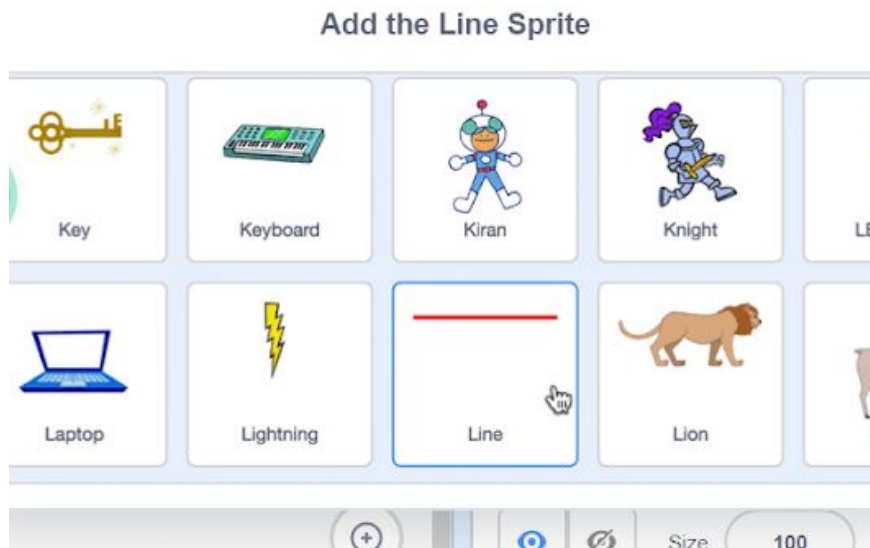 Add the Line Sprite
Key
Keyboard
Kiran
Knight
Laptop
Lightning
Line
Lion
Size
100